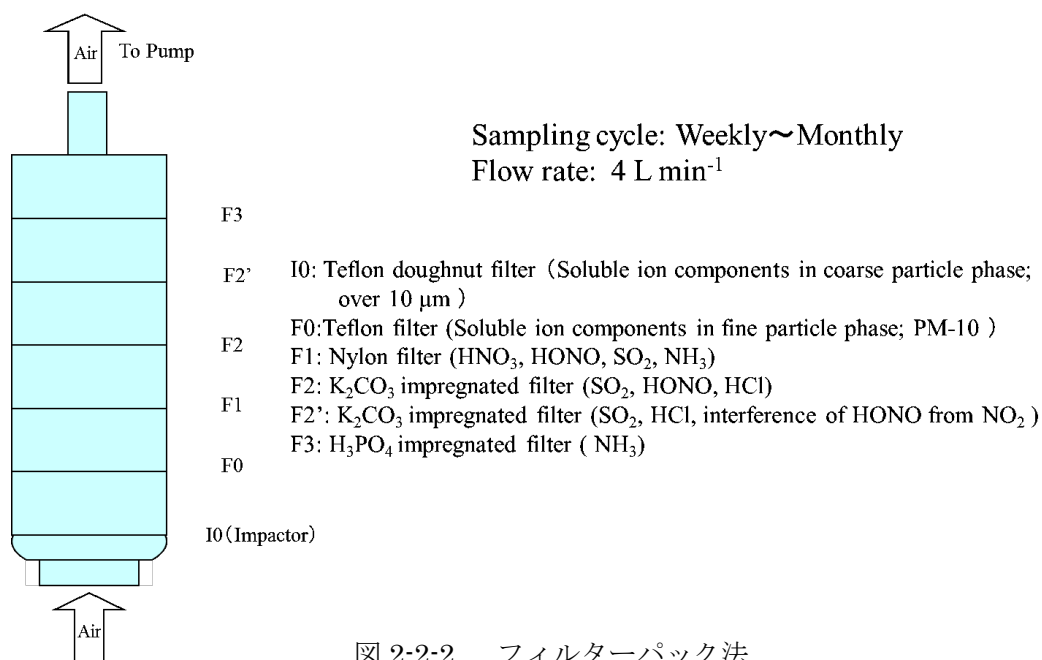 Air To Pump
Sampling cycle: Weekly～Monthly
Flow rate: 4 L min⁻¹
F3
F2’
F2
F1
F0
I0（Impactor）
I0: Teflon doughnut filter（Soluble ion components in coarse particle phase;
over 10 μm )
F0:Teflon filter (Soluble ion components in fine particle phase; PM-10 )
F1: Nylon filter (HNO₃, HONO, SO₂, NH₃)
F2: K₂CO₃ impregnated filter (SO₂, HONO, HCl)
F2’: K₂CO₃ impregnated filter (SO₂, HCl, interference of HONO from NO₂ )
F3: H₃PO₄ impregnated filter ( NH₃)
Air
図 2-2-2 フィルターパック法